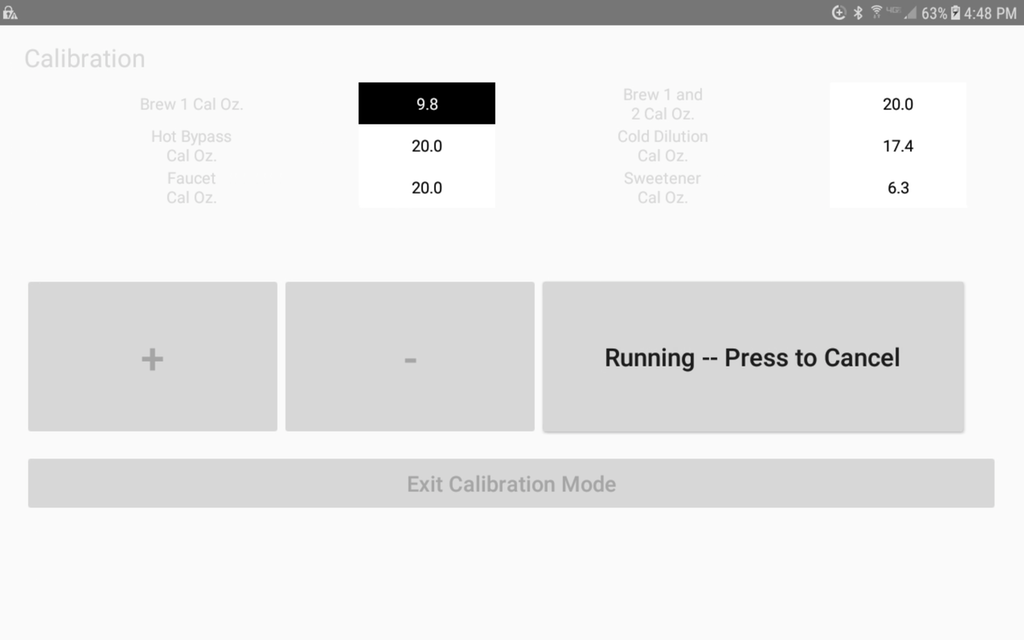 63% 4:48 PM
Calibration
Brew 1 Cal Oz.
9.8
Brew 1 and
2 Cal Oz.
20.0
Hot Bypass
Cal Oz.
20.0
Cold Dilution
Cal Oz.
17.4
Faucet
Cal Oz.
20.0
Sweetener
Cal Oz.
6.3
+
-
Running -- Press to Cancel
Exit Calibration Mode